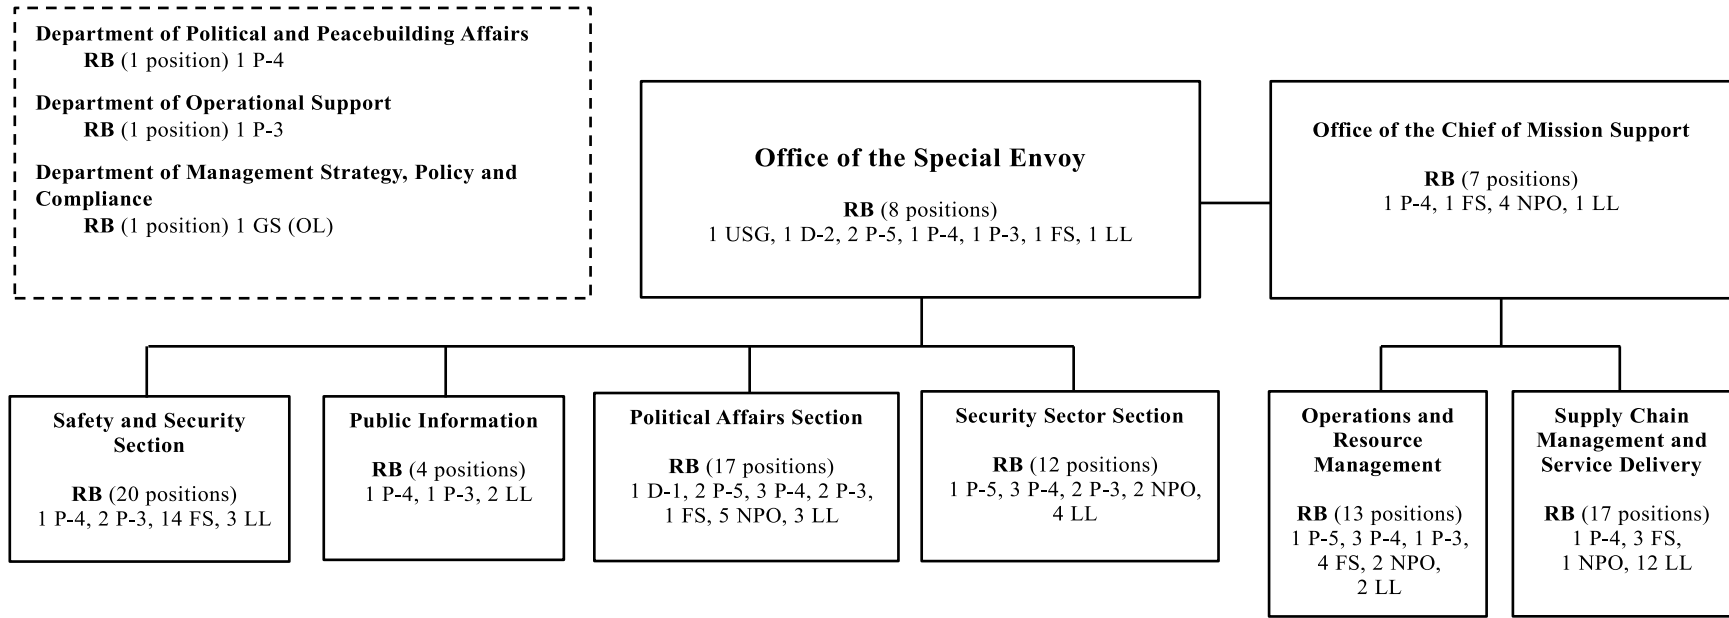 Department of Political and Peacebuilding Affairs
RB (1 position) 1 P-4
Department of Operational Support
RB (1 position) 1 P-3
Department of Management Strategy, Policy and
Compliance
RB (1 position) 1 GS (OL)
Office of the Special Envoy
RB (8 positions)
1 USG, 1 D-2, 2 P-5, 1 P-4, 1 P-3, 1 FS, 1 LL
Office of the Chief of Mission Support
RB (7 positions)
1 P-4, 1 FS, 4 NPO, 1 LL
Safety and Security
Section
RB (20 positions)
1 P-4, 2 P-3, 14 FS, 3 LL
Public Information
RB (4 positions)
1 P-4, 1 P-3, 2 LL
Political Affairs Section
RB (17 positions)
1 D-1, 2 P-5, 3 P-4, 2 P-3,
1 FS, 5 NPO, 3 LL
Security Sector Section
RB (12 positions)
1 P-5, 3 P-4, 2 P-3, 2 NPO,
4 LL
Operations and
Resource
Management
RB (13 positions)
1 P-5, 3 P-4, 1 P-3,
4 FS, 2 NPO,
2 LL
Supply Chain
Management and
Service Delivery
RB (17 positions)
1 P-4, 3 FS,
1 NPO, 12 LL